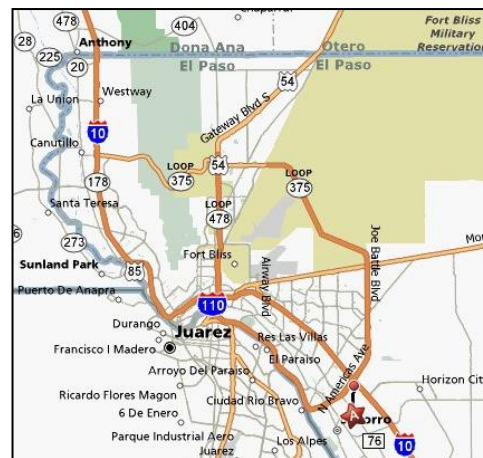 478
404
28
Anthony
Dona Ana
Otero
Fort Bliss
Military
Reservation
225
20
El Paso
El Paso
La Union
Westway
54
Gateway Blvd S
10
Canutillo
LOOP
375
54
LOOP
375
178
LOOP
478
Santa Teresa
Joe Battle Blvd
273
Sunland Park
85
Fort Bliss
Airway Blvd
Puerto De Anapra
110
Durango
Juarez
Res Las Villas
Francisco I Madero
El Paraiso
N Americas Ave
Arroyo Del Paraiso
Horizon City
Ricardo Flores Magon
Ciudad Rio Bravo
A
6 De Enero
orro
76
10
Parque Industrial Aero
Juarez
Los Alpes